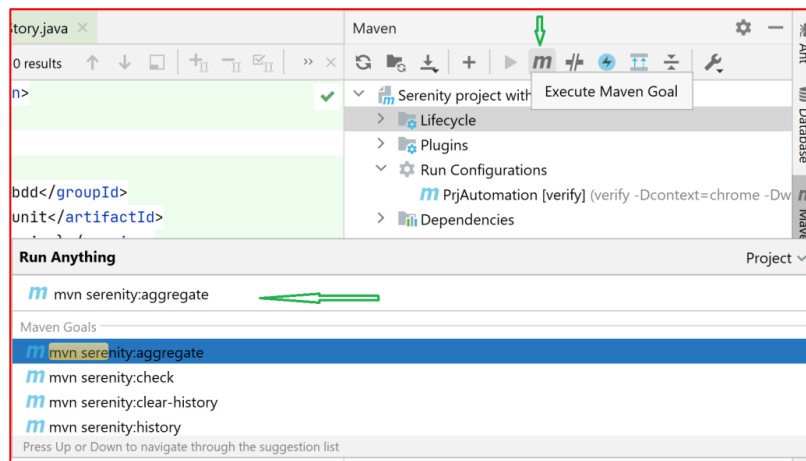 tory.java
Maven
0 results
n>
Execute Maven Goal
Serenity project with
Lifecycle
Plugins
Run Configurations
bdd</groupId>
PrjAutomation [verify] (verify -Dcontext=chrome -Dw
unit</artifactId>
Dependencies
Ant
Database
Run Anything
Project
mvn serenity:aggregate
Maven Goals
mvn serenity:aggregate
mvn serenity:check
mvn serenity:clear-history
mvn serenity:history
Press Up or Down to navigate through the suggestion list